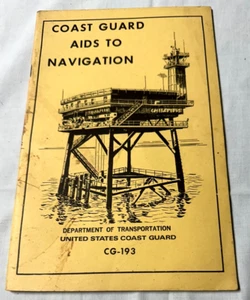 COAST GUARD
AIDS TO
NAVIGATION
DEPARTMENT OF TRANSPORTATION
UNITED STATES COAST GUARD
CG-193